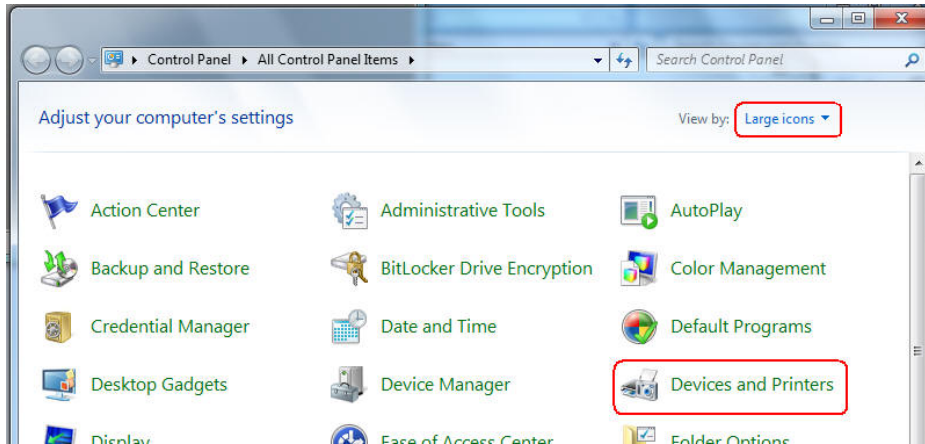 Control Panel ▸ All Control Panel Items ▸ Search Control Panel
Adjust your computer's settings View by: Large icons
Action Center Administrative Tools AutoPlay
Backup and Restore BitLocker Drive Encryption Color Management
Credential Manager Date and Time Default Programs
Desktop Gadgets Device Manager Devices and Printers
Display Ease of Access Center Folder Options